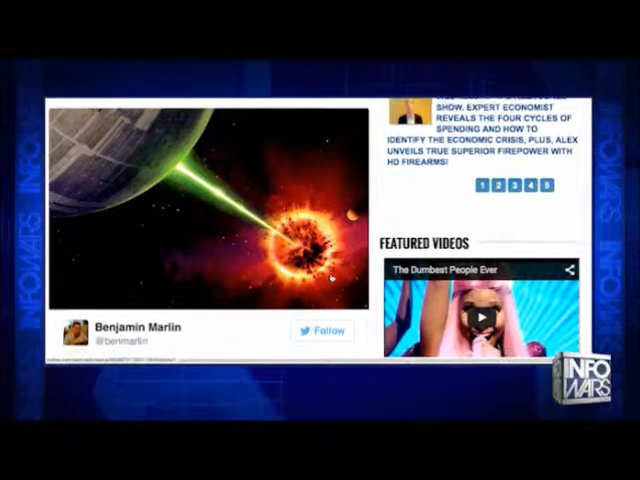 SHOW. EXPERT ECONOMIST
REVEALS THE FOUR CYCLES OF
SPENDING AND HOW TO
IDENTIFY THE ECONOMIC CRISIS, PLUS, ALEX
UNVEILS TRUE SUPERIOR FIREPOWER WITH
HD FIREARMS!
1 2 3 4 5
FEATURED VIDEOS
The Dumbest People Ever
Benjamin Marlin
@benmarlin
Follow
INFO
WARS
INFOWARS
INFO